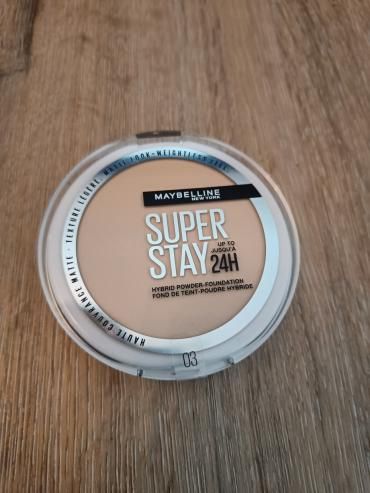 MAYBELLINE
NEW YORK
SUPER
STAY
UP TO
JUSQU'À
24H
HYBRID POWDER-FOUNDATION
FOND DE TEINT-POUDRE HYBRIDE
HAUTE COUVRANCE MATTE · TEXTURE LÉGÈRE.
MATTE LOOK-WEIGHTLESS FEEL
03